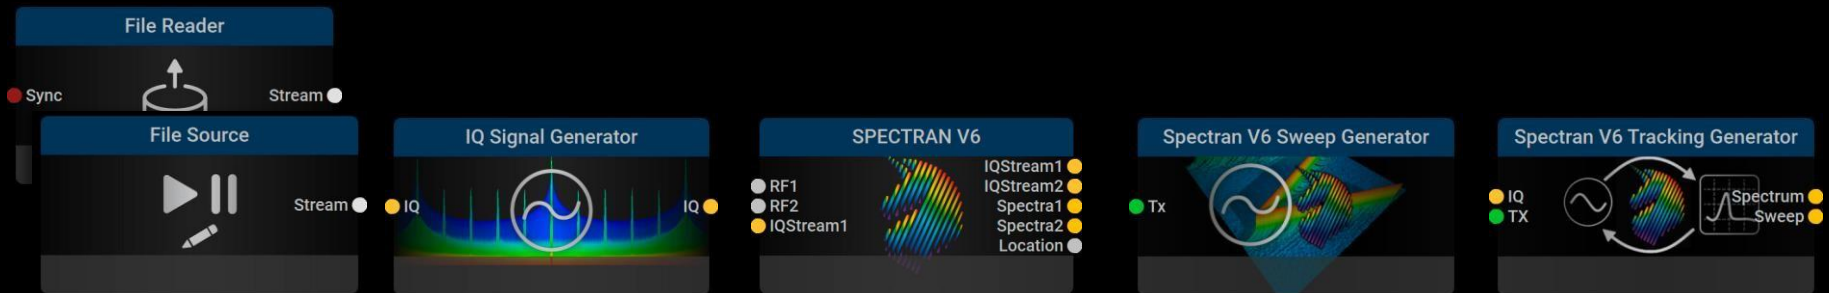 File Reader
Sync
Stream
File Source
Stream
IQ Signal Generator
IQ
IQ
SPECTRAN V6
IQStream1
RF1
IQStream2
RF2
Spectra1
IQStream1
Spectra2
Location
Spectran V6 Sweep Generator
Tx
Spectran V6 Tracking Generator
IQ
Spectrum
TX
Sweep